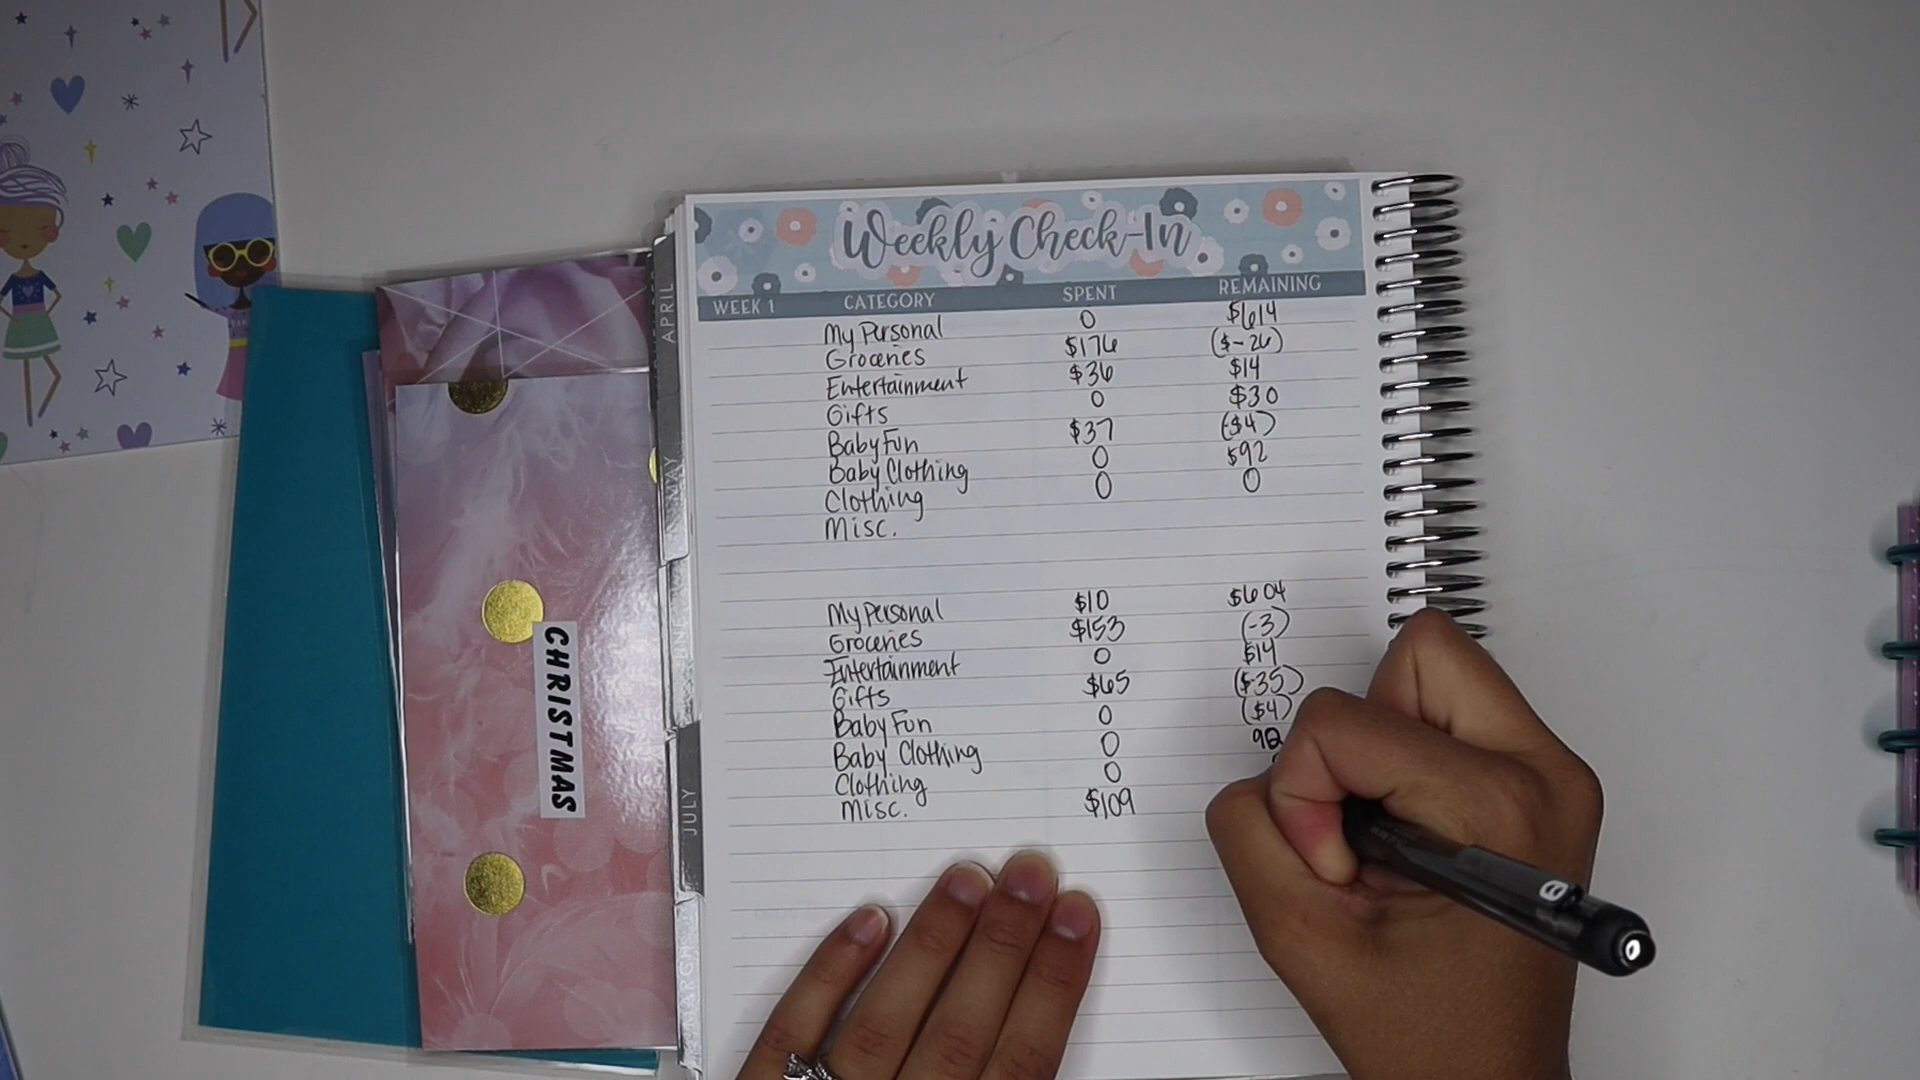 Weekly Check-In
WEEK 1 CATEGORY SPENT REMAINING
My Personal 0 $614
Groceries $176 ($-26)
Entertainment $36 $14
Gifts 0 $30
Baby Fun $37 (-$4)
Baby Clothing 0 $92
Clothing 0 0
Misc.
My Personal $10 $604
Groceries $153 (-3)
Entertainment 0 $14
Gifts $65 ($-35)
Baby Fun 0 ($4)
Baby Clothing 0 92
Clothing 0
Misc. $109
APRIL
MAY
JUNE
JULY
MARCH
CHRISTMAS